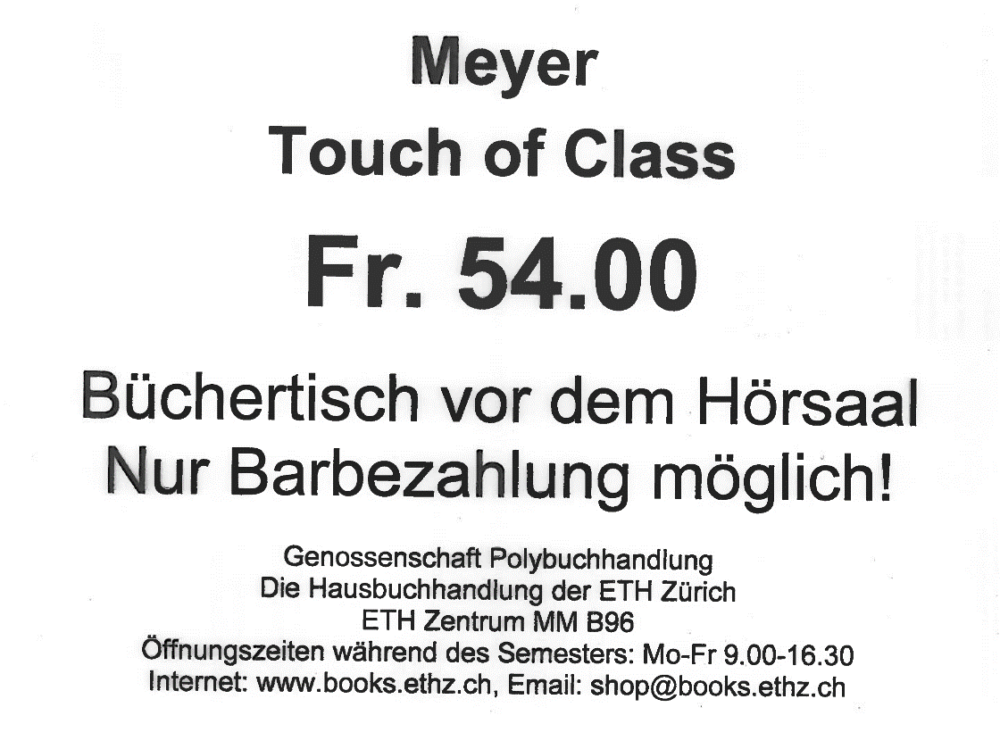 Meyer
Touch of Class
Fr. 54.00
Büchertisch vor dem Hörsaal
Nur Barbezahlung möglich!
Genossenschaft Polybuchhandlung
Die Hausbuchhandlung der ETH Zürich
ETH Zentrum MM B96
Öffnungszeiten während des Semesters: Mo-Fr 9.00-16.30
Internet: www.books.ethz.ch, Email: shop@books.ethz.ch